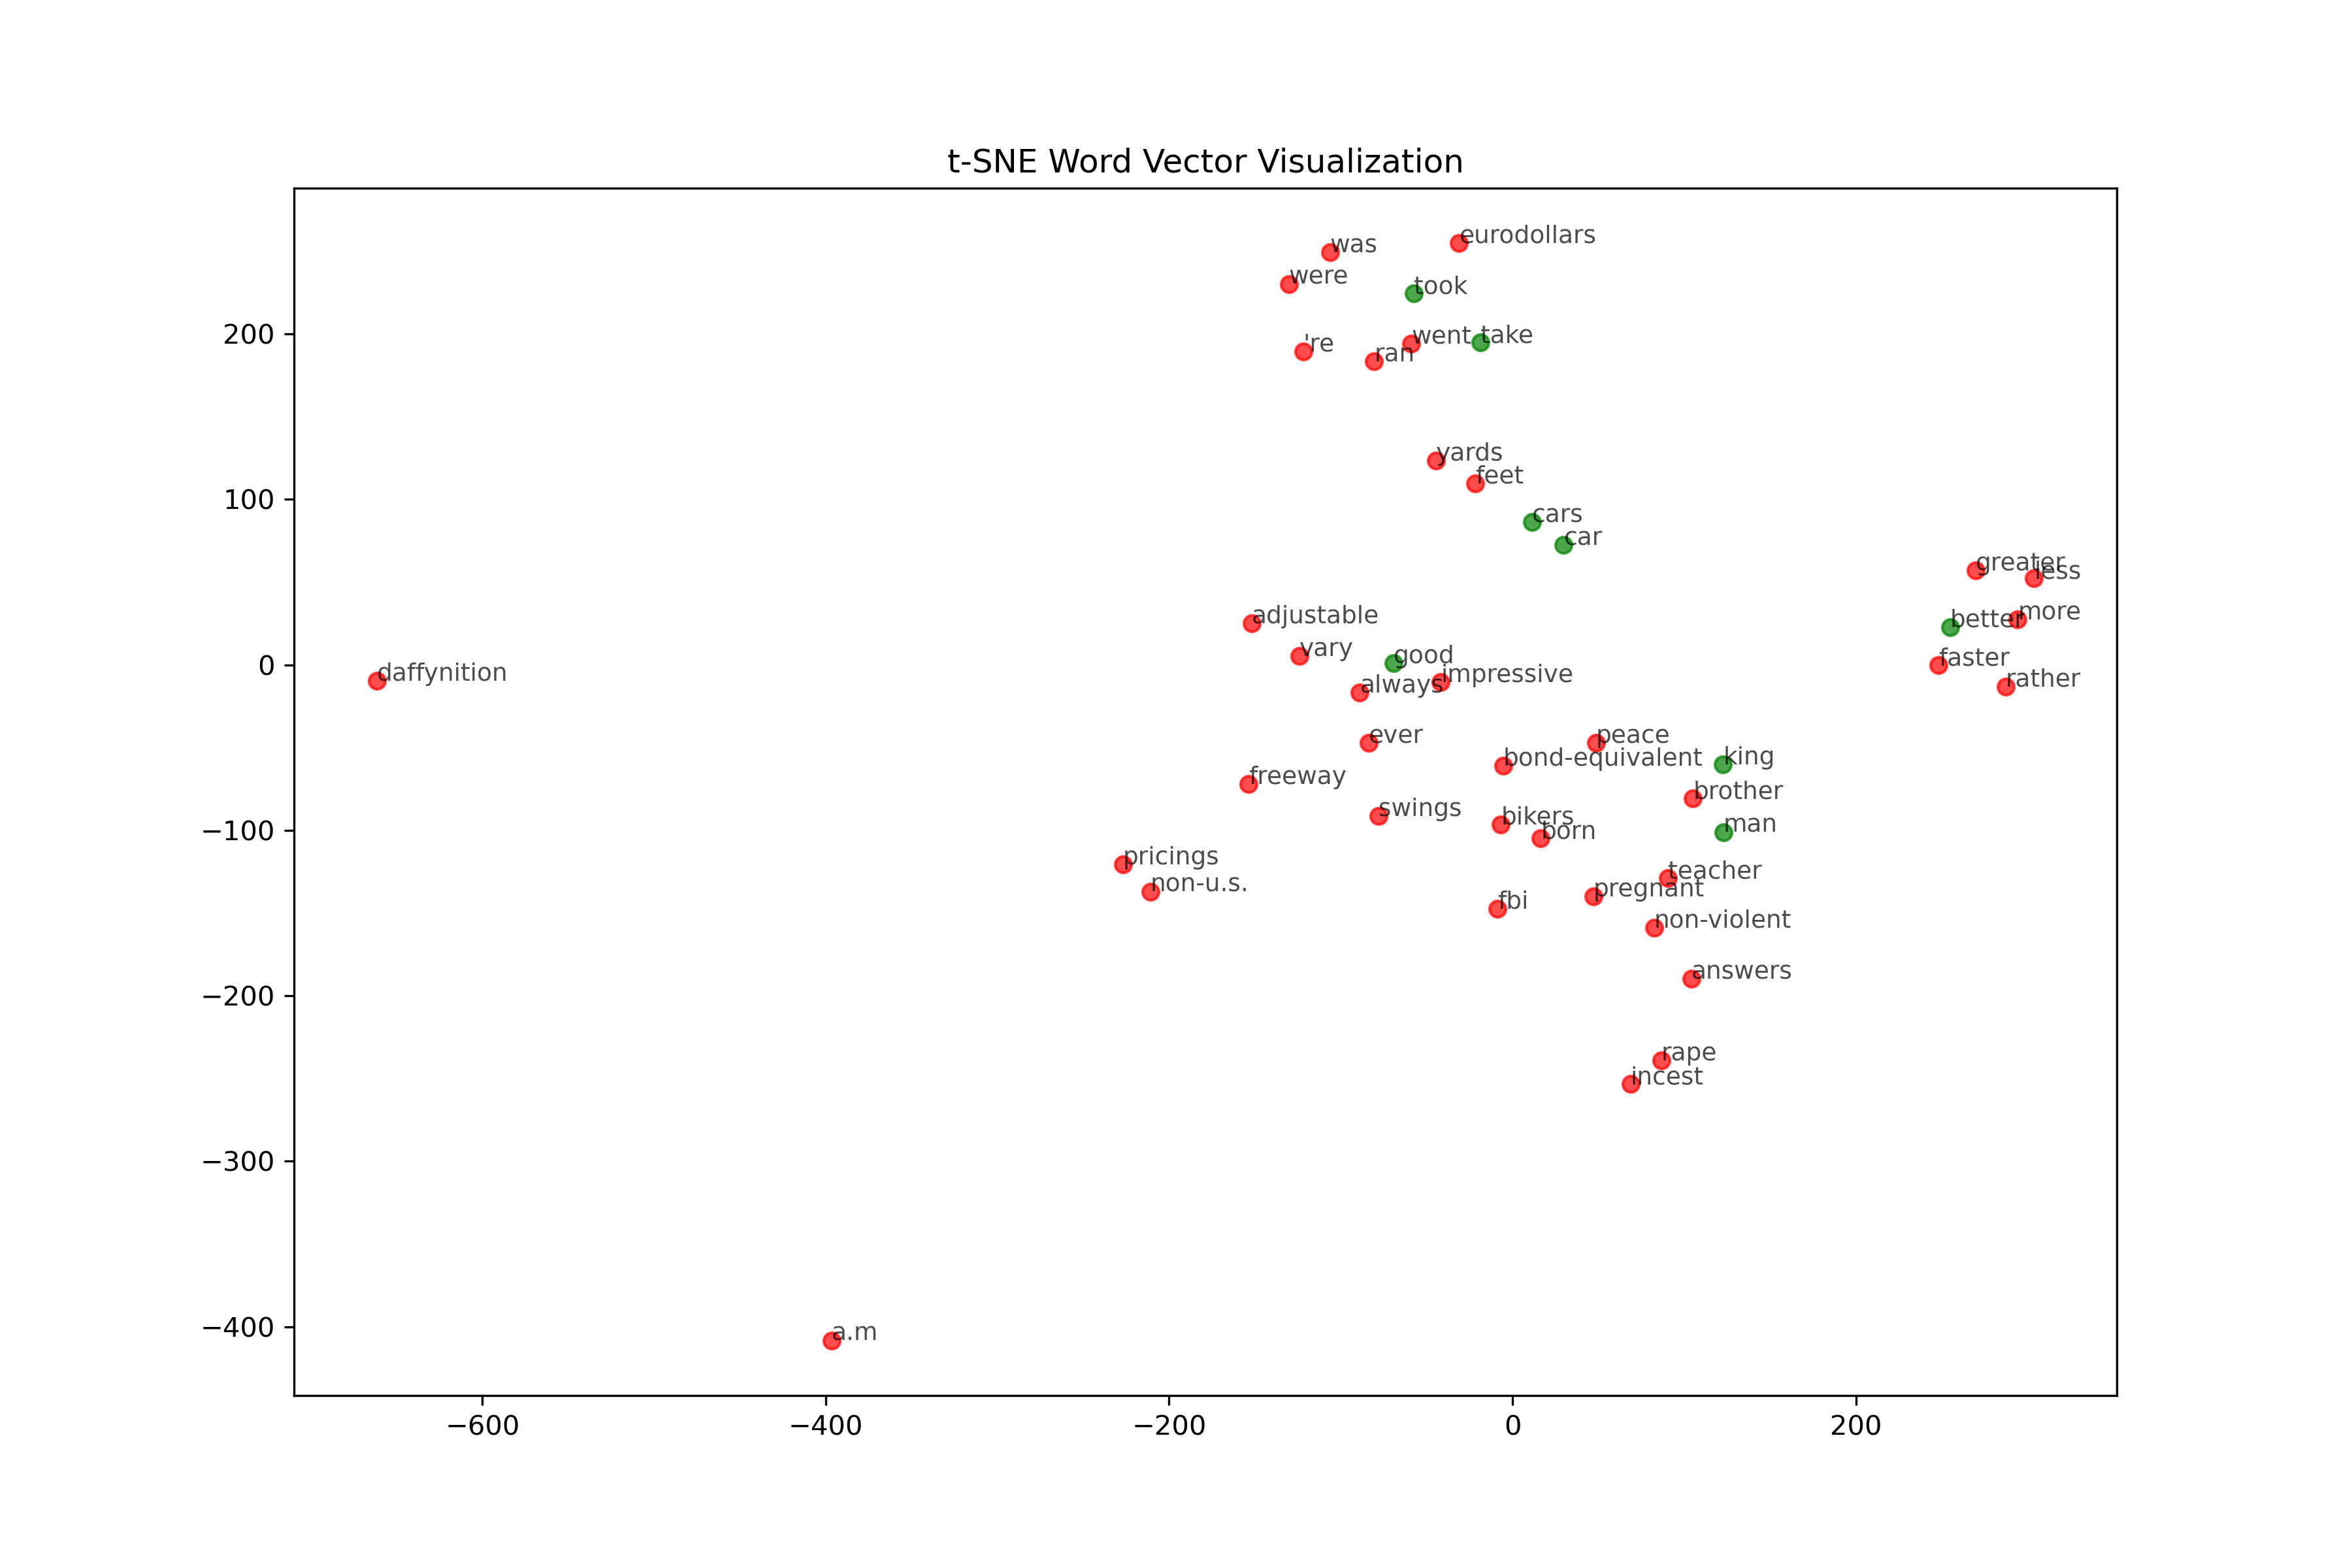 t-SNE Word Vector Visualization
eurodollars
was
were
took
went
take
're
ran
200
yards
feet
100
cars
car
greater
less
adjustable
better
more
vary
good
0
faster
daffynition
always
impressive
rather
ever
peace
bond-equivalent
king
freeway
brother
swings
bikers
born
man
−100
pricings
non-u.s.
teacher
pregnant
fbi
non-violent
answers
−200
rape
incest
−300
a.m
−400
−600
−400
−200
0
200